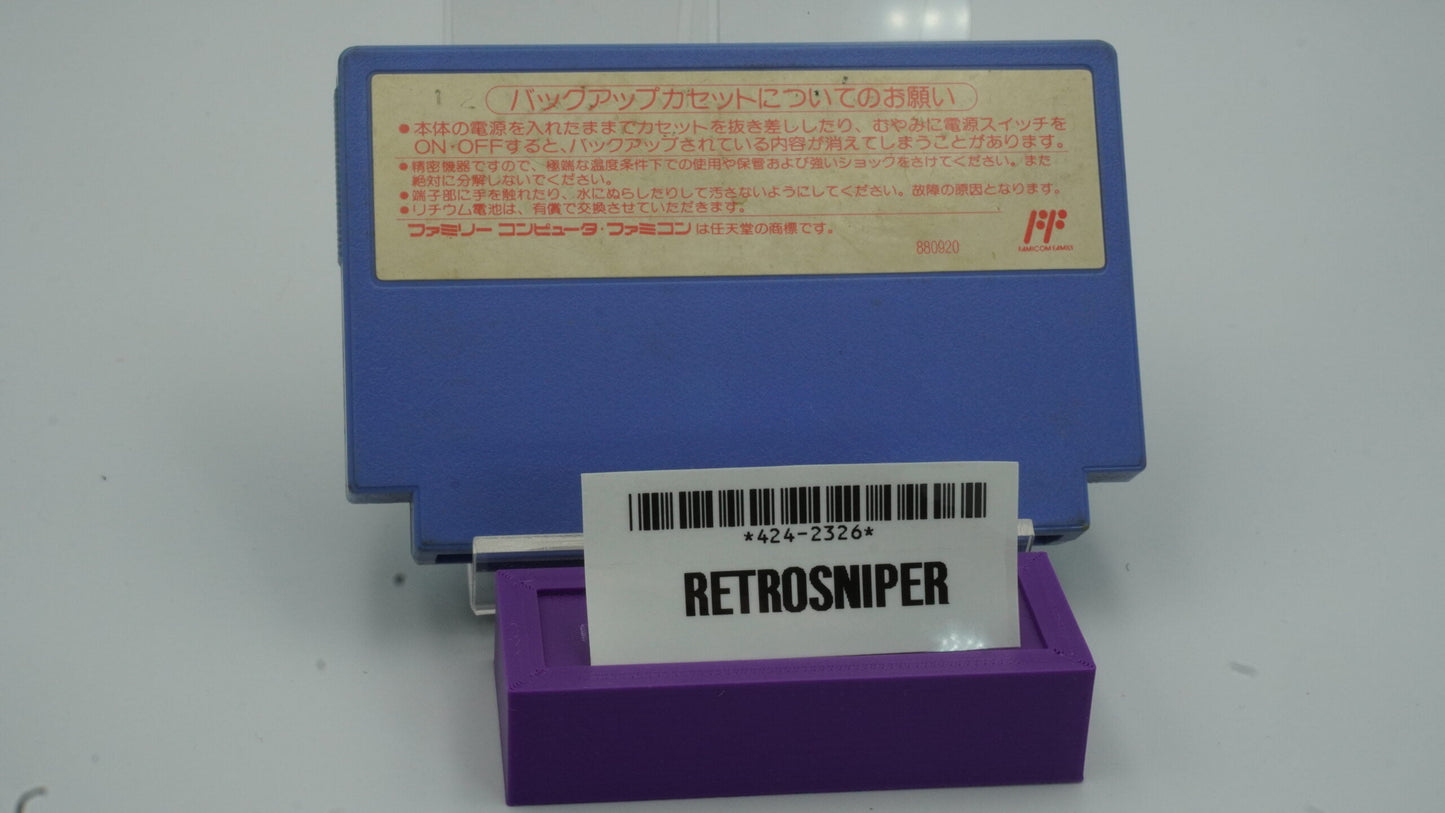 バックアップカセットについてのお願い
●本体の電源を入れたままでカセットを抜き差ししたり、むやみに電源スイッチを
ON・OFFすると、バックアップされている内容が消えてしまうことがあります。
●精密機器ですので、極端な温度条件下での使用や保管および強いショックをさけてください。また
絶対に分解しないでください。
●端子部に手を触れたり、水にぬらしたりして汚さないようにしてください。故障の原因となります。
●リチウム電池は、有償で交換させていただきます。
ファミリー コンピュータ・ファミコンは任天堂の商標です。
880920
FAMICOM FAMILY
*424-2326*
RETROSNIPER